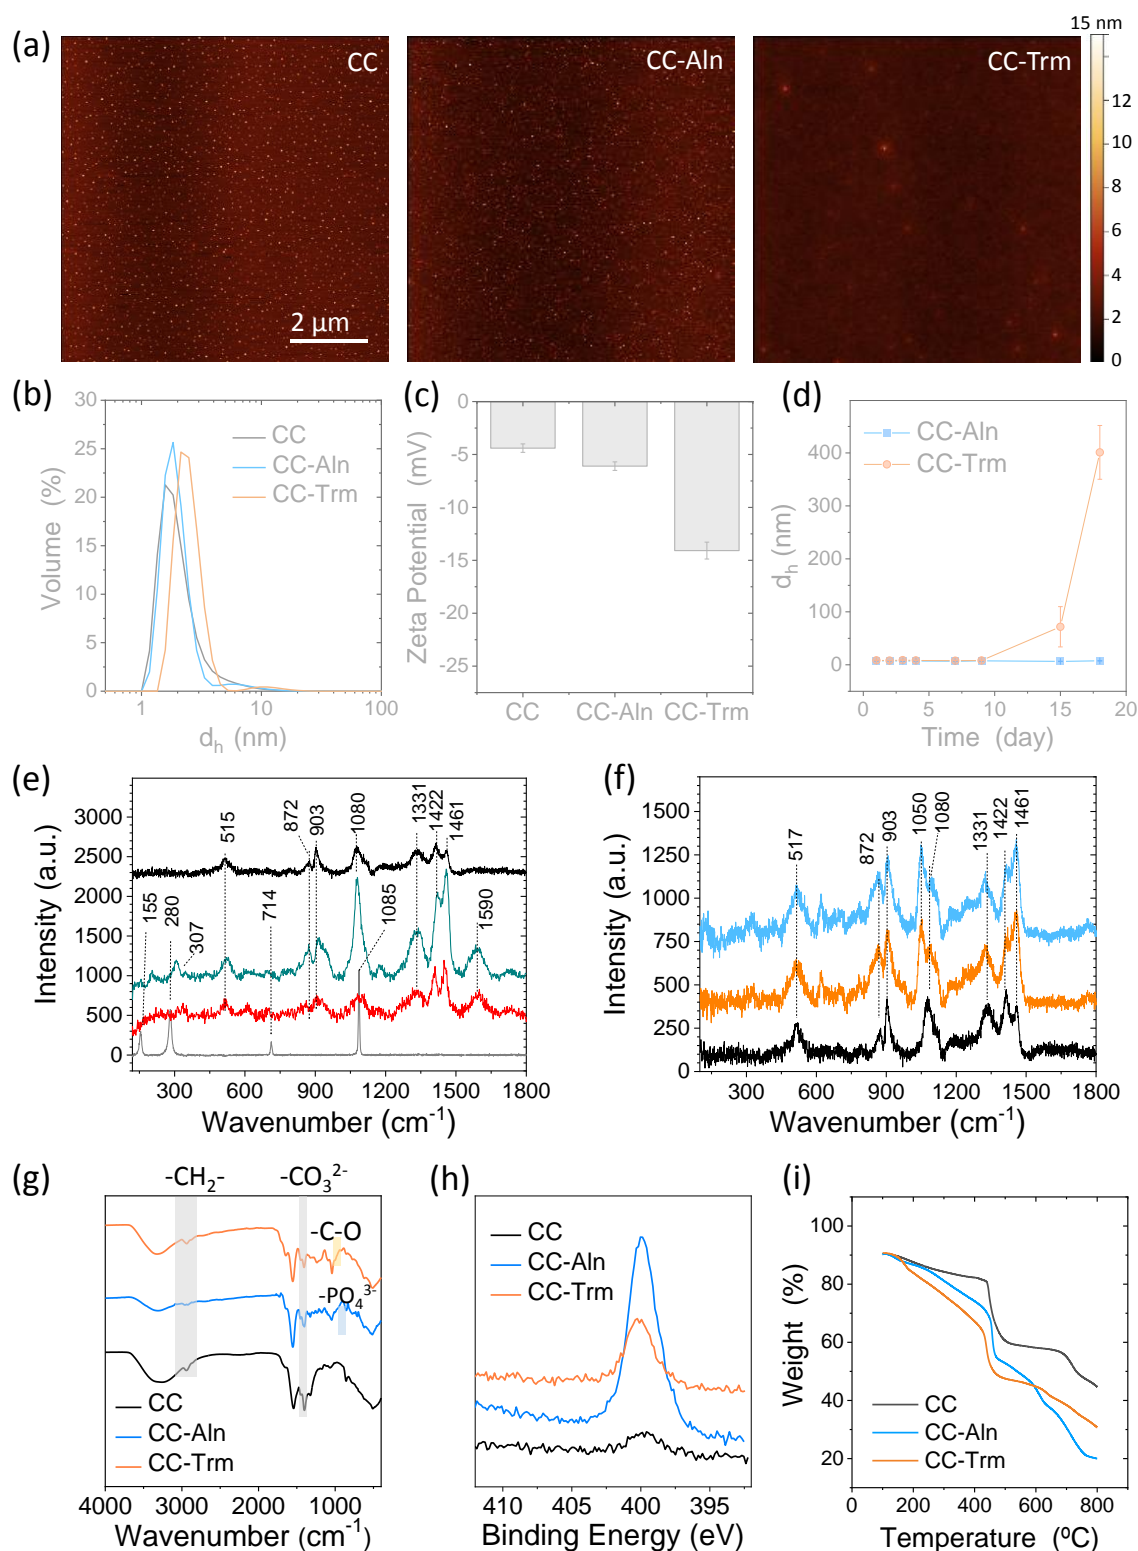 (a)
CC
CC-Aln
CC-Trm
2 μm
15 nm
12
10
8
6
4
2
0
(b)
Volume (%)
30
25
20
15
10
5
0
CC
CC-Aln
CC-Trm
1 10 100
dh (nm)
(c)
Zeta Potential (mV)
0
-5
-10
-15
-20
-25
CC CC-Aln CC-Trm
(d)
dh (nm)
400
300
200
100
0
CC-Aln
CC-Trm
0 5 10 15 20
Time (day)
(e)
Intensity (a.u.)
3000
2500
2000
1500
1000
500
0
155
280
307
515
714
872
903
1080
1085
1331
1422
1461
1590
300 600 900 1200 1500 1800
Wavenumber (cm⁻¹)
(f)
Intensity (a.u.)
1500
1250
1000
750
500
250
0
517
872
903
1050
1080
1331
1422
1461
300 600 900 1200 1500 1800
Wavenumber (cm⁻¹)
(g)
-CH₂-
-CO₃²⁻
-C-O
-PO₄³⁻
CC
CC-Aln
CC-Trm
4000 3000 2000 1000
Wavenumber (cm⁻¹)
(h)
CC
CC-Aln
CC-Trm
410 405 400 395
Binding Energy (eV)
(i)
Weight (%)
100
80
60
40
20
CC
CC-Aln
CC-Trm
0 200 400 600 800
Temperature (ºC)